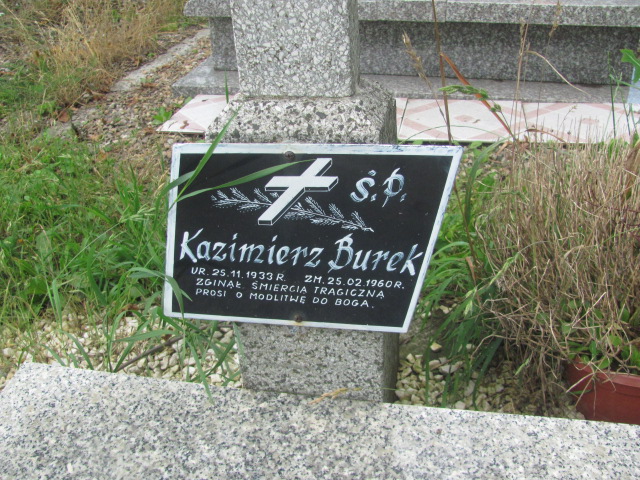 Ś.P.
Kazimierz Burek
UR. 25.11.1933 R. ZM. 25.02.1960 R.
ZGINĄŁ ŚMIERCIĄ TRAGICZNĄ
PROSI O MODLITWĘ DO BOGA.